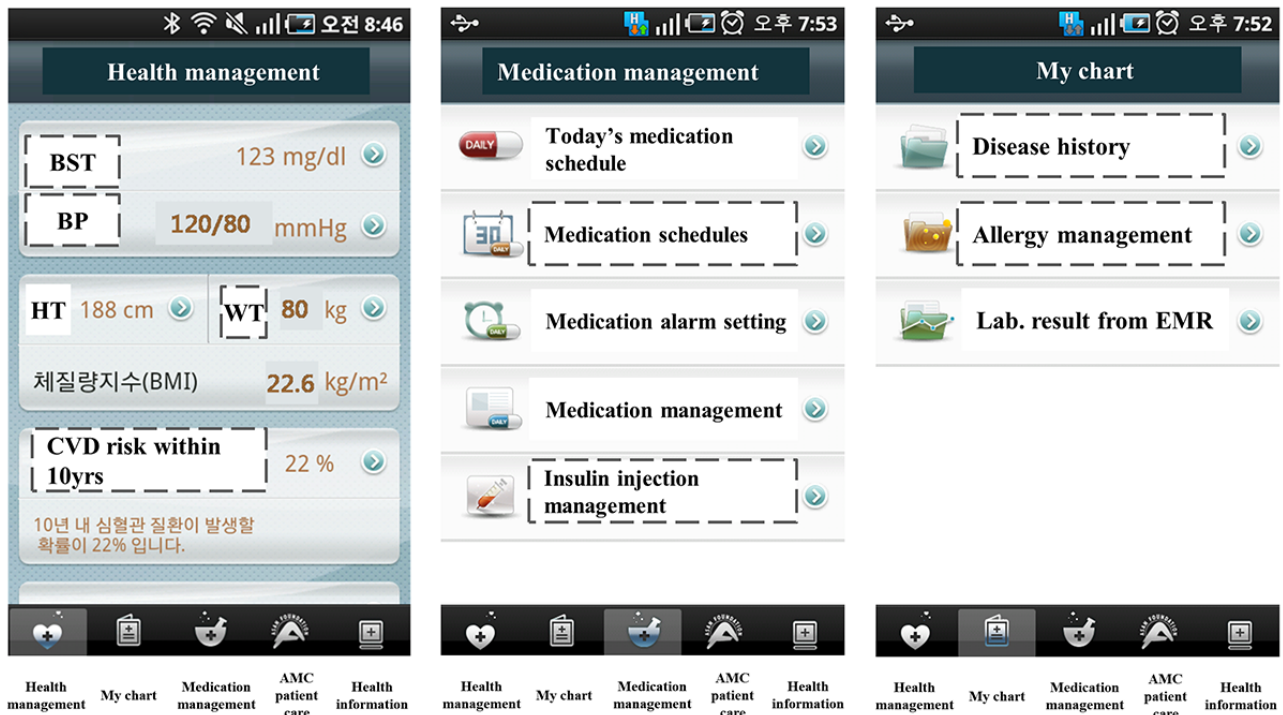 오전 8:46
Health management
BST
123 mg/dl
BP
120/80 mmHg
HT 188 cm
WT 80 kg
체질량지수(BMI)
22.6 kg/m²
CVD risk within
10yrs
22 %
10년 내 심혈관 질환이 발생할
확률이 22% 입니다.
Health
management
My chart
Medication
management
AMC
patient
care
Health
information
H
오후 7:53
Medication management
DAILY
Today's medication
schedule
30
DAILY
Medication schedules
DAILY
Medication alarm setting
DAILY
Medication management
Insulin injection
management
Health
management
My chart
Medication
management
AMC
patient
care
Health
information
H
오후 7:52
My chart
Disease history
Allergy management
Lab. result from EMR
Health
management
My chart
Medication
management
AMC
patient
care
Health
information